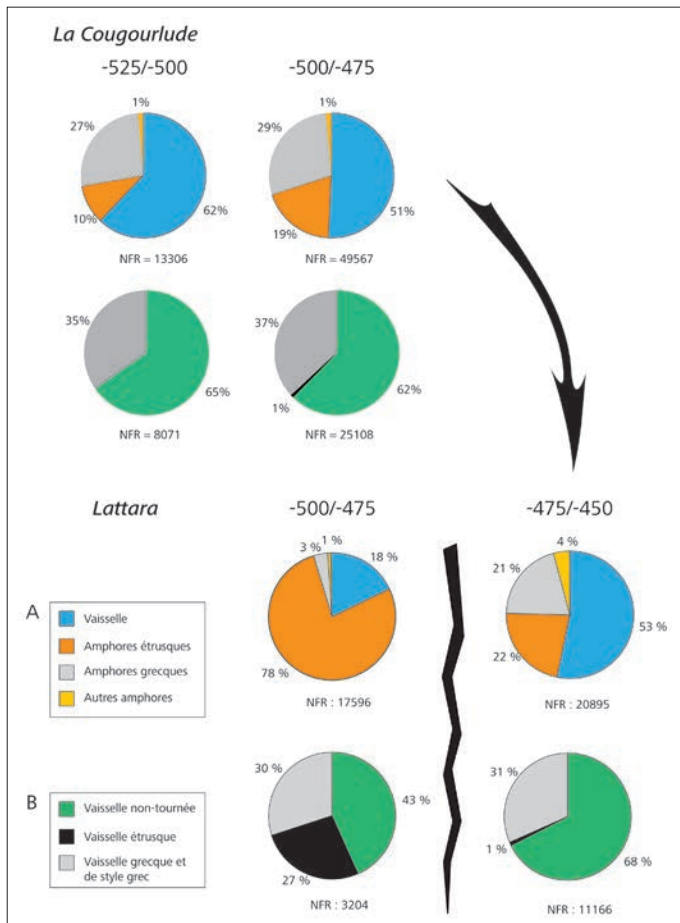 La Cougourlude
-525/-500
-500/-475
1%
27%
10%
62%
NFR = 13306
1%
29%
19%
51%
NFR = 49567
35%
65%
NFR = 8071
37%
1%
62%
NFR = 25108
Lattara
-500/-475
-475/-450
3 %
1 %
18 %
78 %
NFR : 17596
4 %
21 %
22 %
53 %
NFR : 20895
A
Vaisselle
Amphores étrusques
Amphores grecques
Autres amphores
30 %
43 %
27 %
NFR : 3204
31 %
1 %
68 %
NFR : 11166
B
Vaisselle non-tournée
Vaisselle étrusque
Vaisselle grecque et
de style grec